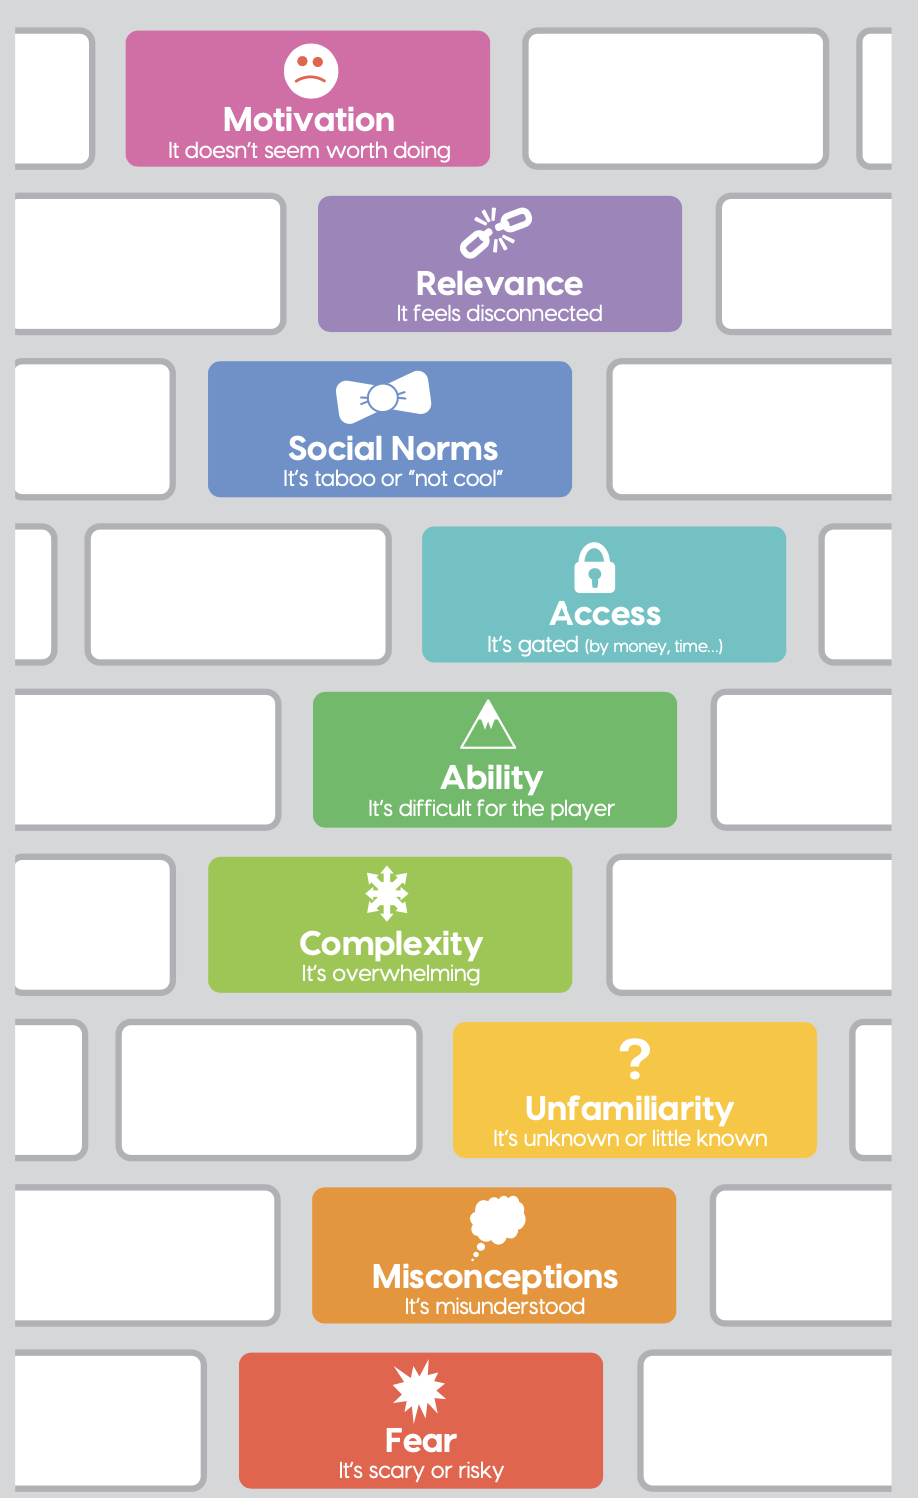 Motivation
It doesn't seem worth doing
Relevance
It feels disconnected
Social Norms
It's taboo or "not cool"
Access
It's gated (by money, time...)
Ability
It's difficult for the player
Complexity
It's overwhelming
?
Unfamiliarity
It's unknown or little known
Misconceptions
It's misunderstood
Fear
It's scary or risky